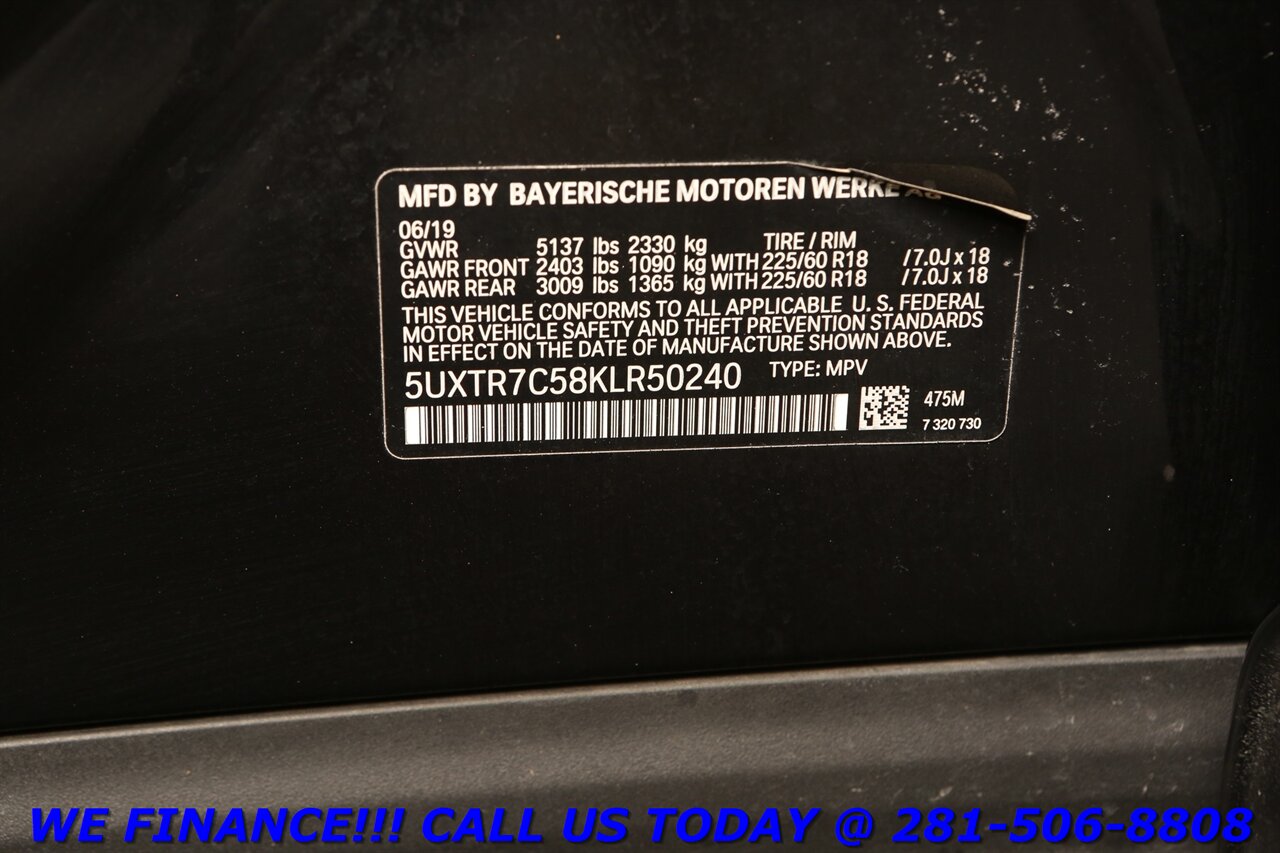 MFD BY BAYERISCHE MOTOREN WERKE AG
06/19
GVWR 5137 lbs 2330 kg TIRE / RIM
GAWR FRONT 2403 lbs 1090 kg WITH 225/60 R18 /7.0J x 18
GAWR REAR 3009 lbs 1365 kg WITH 225/60 R18 /7.0J x 18
THIS VEHICLE CONFORMS TO ALL APPLICABLE U. S. FEDERAL
MOTOR VEHICLE SAFETY AND THEFT PREVENTION STANDARDS
IN EFFECT ON THE DATE OF MANUFACTURE SHOWN ABOVE.
5UXTR7C58KLR50240 TYPE: MPV
475M
7 320 730
WE FINANCE!!! CALL US TODAY @ 281-506-8808